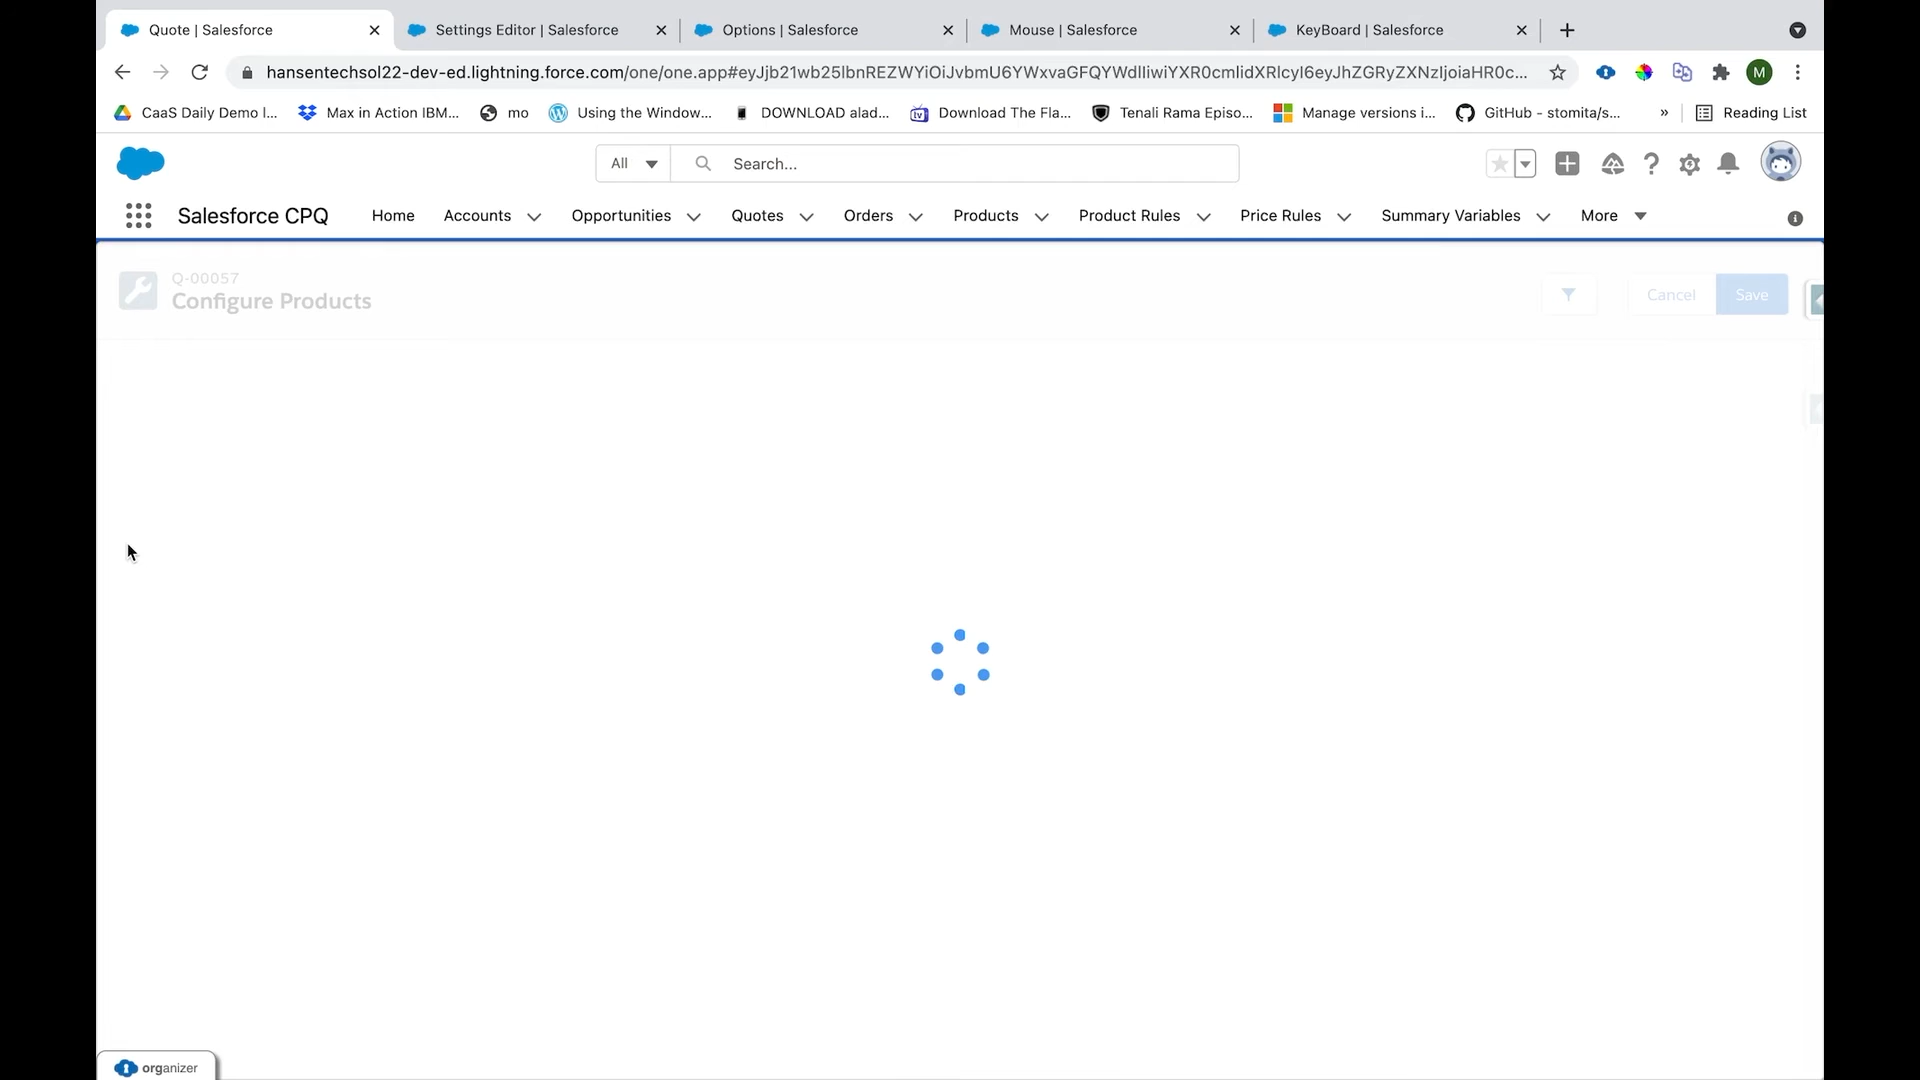 Quote | Salesforce
Settings Editor | Salesforce
Options | Salesforce
Mouse | Salesforce
KeyBoard | Salesforce
hansentechsol22-dev-ed.lightning.force.com/one/one.app#eyJjb21wb25lbnREZWYiOiJvbmU6YWxvaGFQYWdlIiwiYXR0cmlidXRlcyI6eyJhZGRyZXNzIjoiaHR0c...
M
CaaS Daily Demo I...
Max in Action IBM...
mo
Using the Window...
DOWNLOAD alad...
Download The Fla...
Tenali Rama Episo...
Manage versions i...
GitHub - stomita/s...
»
Reading List
All
Search...
Salesforce CPQ
Home
Accounts
Opportunities
Quotes
Orders
Products
Product Rules
Price Rules
Summary Variables
More
Q-00057
Configure Products
Cancel
Save
organizer